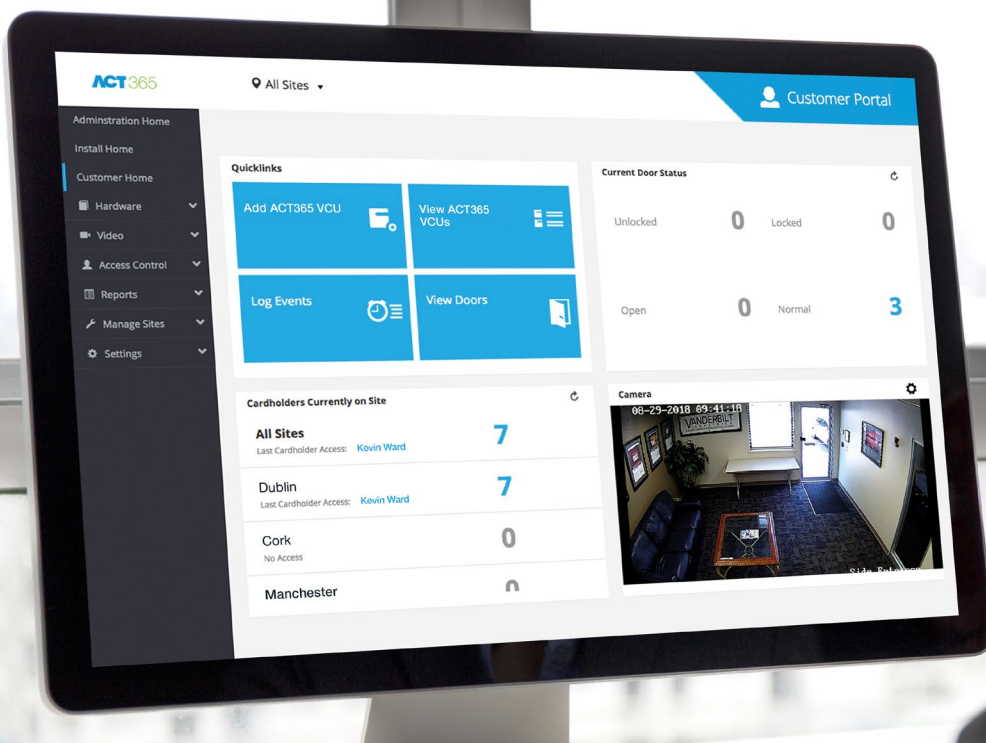 ACT365
All Sites
Customer Portal
Adminstration Home
Install Home
Customer Home
Hardware
Video
Access Control
Reports
Manage Sites
Settings
Quicklinks
Add ACT365 VCU
View ACT365
VCUs
Log Events
View Doors
Current Door Status
Unlocked 0 Locked 0
Open 0 Normal 3
Cardholders Currently on Site
All Sites 7
Last Cardholder Access: Kevin Ward
Dublin 7
Last Cardholder Access: Kevin Ward
Cork 0
No Access
Manchester 0
Camera
08-29-2018 09:41:18
VANDERBILT
Side Entrance